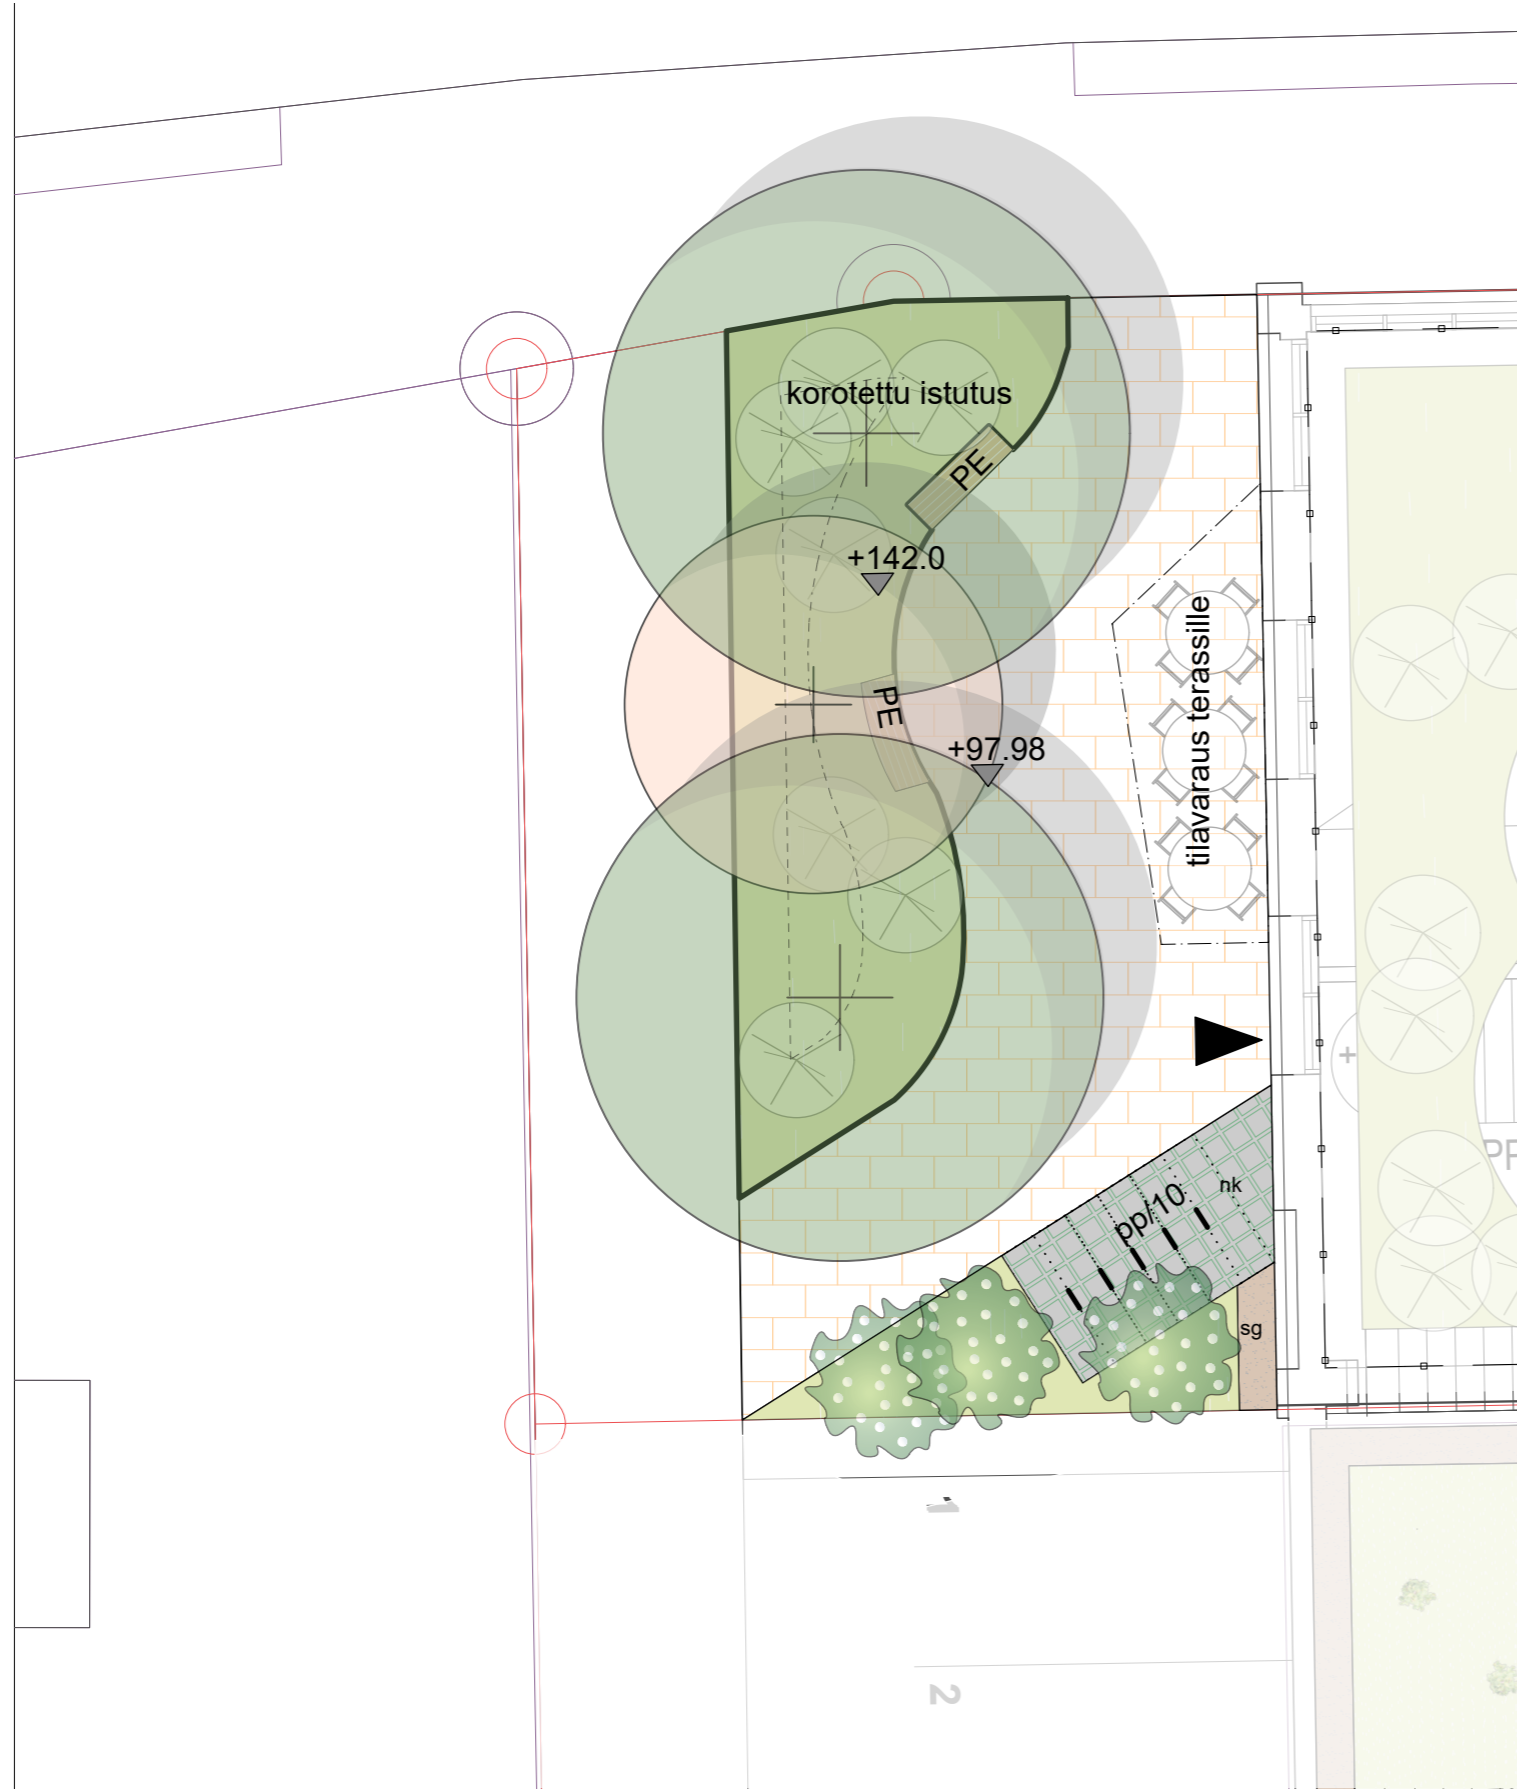 korotettu istutus
PE
+142.0
tilavaraus terassille
PE
+97.98
+
PP
nk
pp/10
sg
1
2